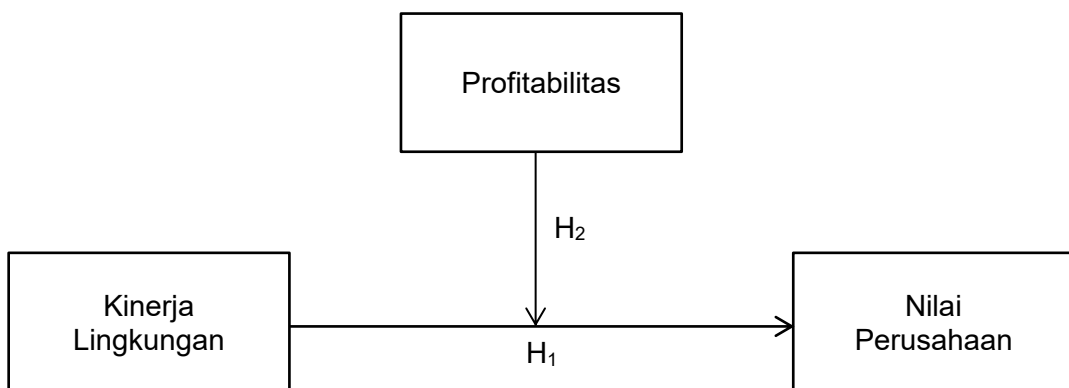 Profitabilitas
H₂
Kinerja
Lingkungan
H₁
Nilai
Perusahaan